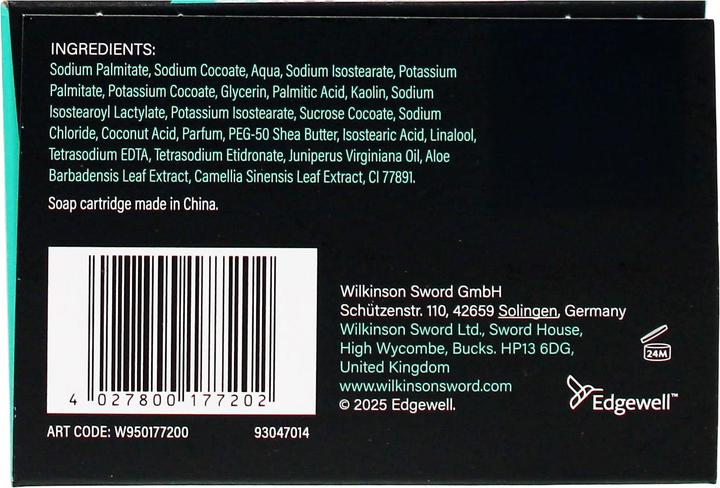 INGREDIENTS:
Sodium Palmitate, Sodium Cocoate, Aqua, Sodium Isostearate, Potassium
Palmitate, Potassium Cocoate, Glycerin, Palmitic Acid, Kaolin, Sodium
Isostearoyl Lactylate, Potassium Isostearate, Sucrose Cocoate, Sodium
Chloride, Coconut Acid, Parfum, PEG-50 Shea Butter, Isostearic Acid, Linalool,
Tetrasodium EDTA, Tetrasodium Etidronate, Juniperus Virginiana Oil, Aloe
Barbadensis Leaf Extract, Camellia Sinensis Leaf Extract, CI 77891.
Soap cartridge made in China.
4 027800 177202
ART CODE: W950177200 93047014
Wilkinson Sword GmbH
Schützenstr. 110, 42659 Solingen, Germany
Wilkinson Sword Ltd., Sword House,
High Wycombe, Bucks. HP13 6DG,
United Kingdom
www.wilkinsonsword.com
© 2025 Edgewell.
24M
Edgewell™